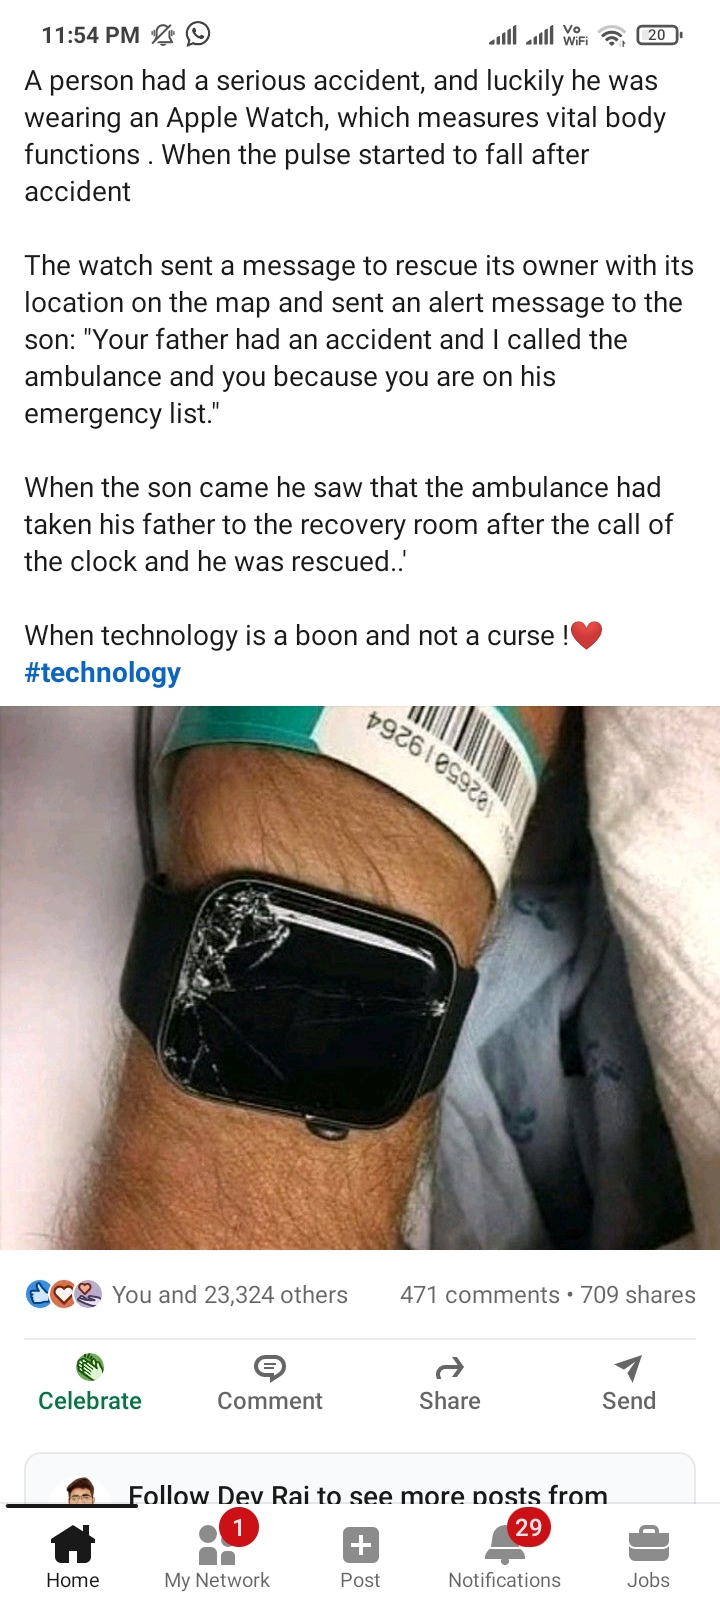 11:54 PM
Vo
WiFi
20
A person had a serious accident, and luckily he was
wearing an Apple Watch, which measures vital body
functions . When the pulse started to fall after
accident
The watch sent a message to rescue its owner with its
location on the map and sent an alert message to the
son: "Your father had an accident and I called the
ambulance and you because you are on his
emergency list."
When the son came he saw that the ambulance had
taken his father to the recovery room after the call of
the clock and he was rescued..'
When technology is a boon and not a curse !❤️
#technology
0265019264
You and 23,324 others 471 comments • 709 shares
Celebrate Comment Share Send
Follow Dev Raj to see more posts from
1 29
Home My Network Post Notifications Jobs